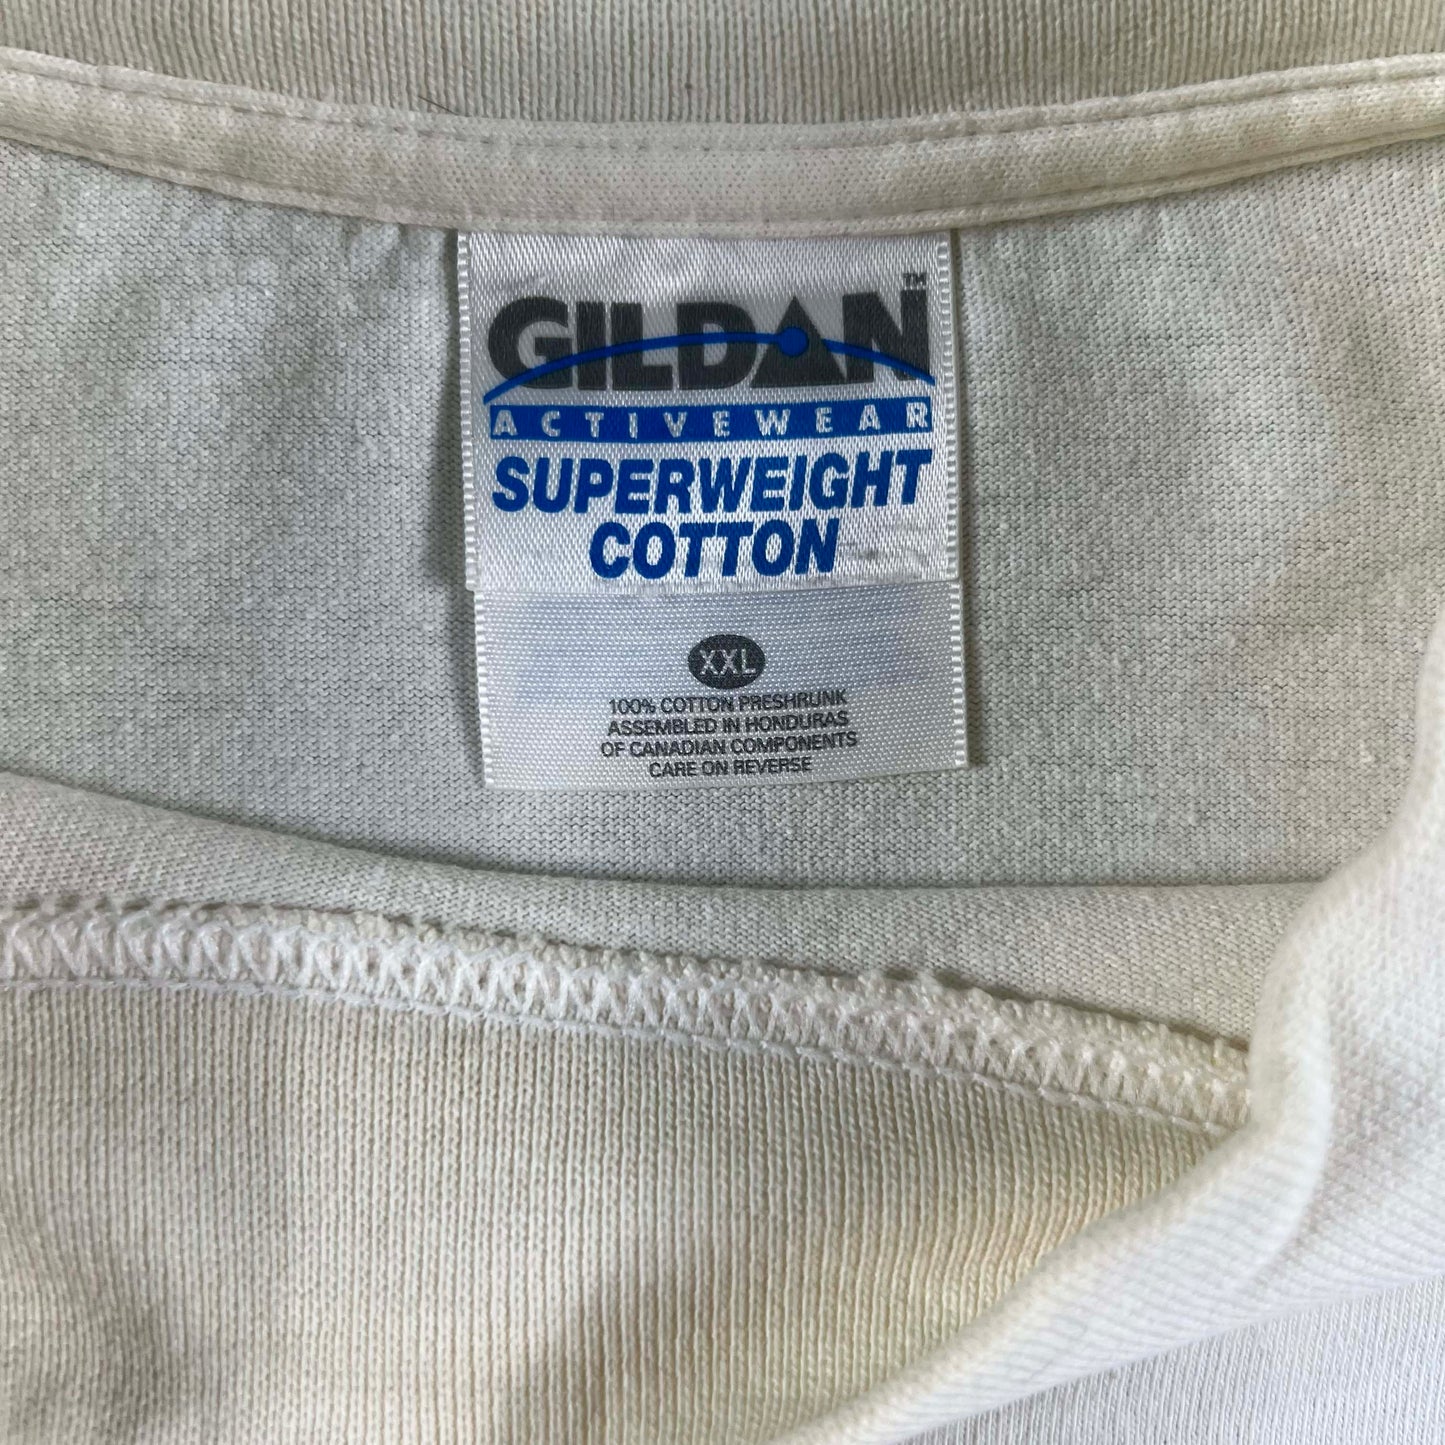 GILDAN™
ACTIVEWEAR
SUPERWEIGHT
COTTON
XXL
100% COTTON PRESHRUNK
ASSEMBLED IN HONDURAS
OF CANADIAN COMPONENTS
CARE ON REVERSE